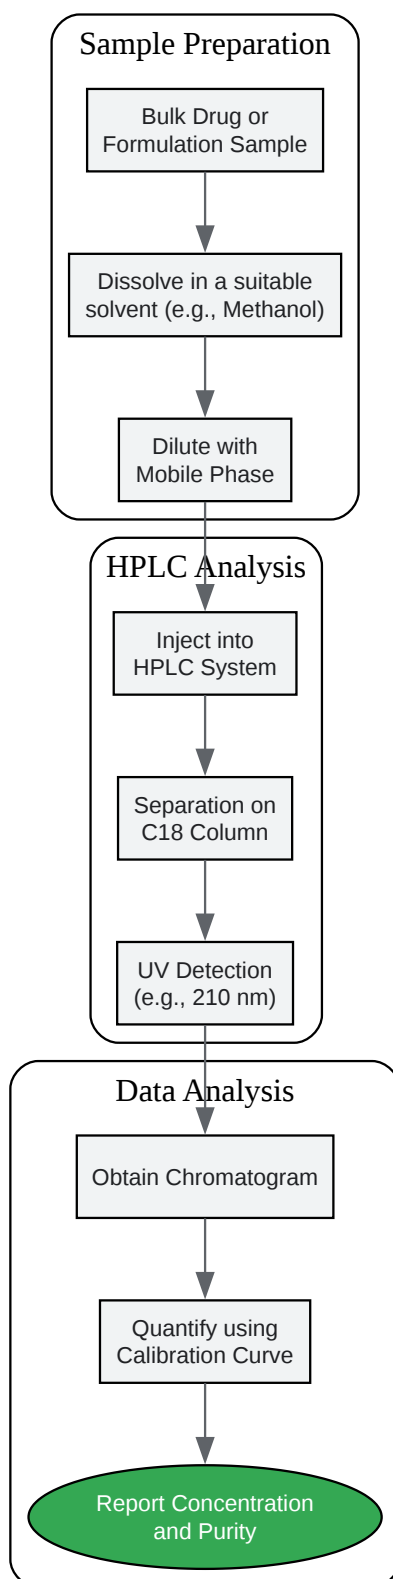 Sample Preparation
Bulk Drug or
Formulation Sample
Dissolve in a suitable
solvent (e.g., Methanol)
Dilute with
Mobile Phase
HPLC Analysis
Inject into
HPLC System
Separation on
C18 Column
UV Detection
(e.g., 210 nm)
Data Analysis
Obtain Chromatogram
Quantify using
Calibration Curve
Report Concentration
and Purity